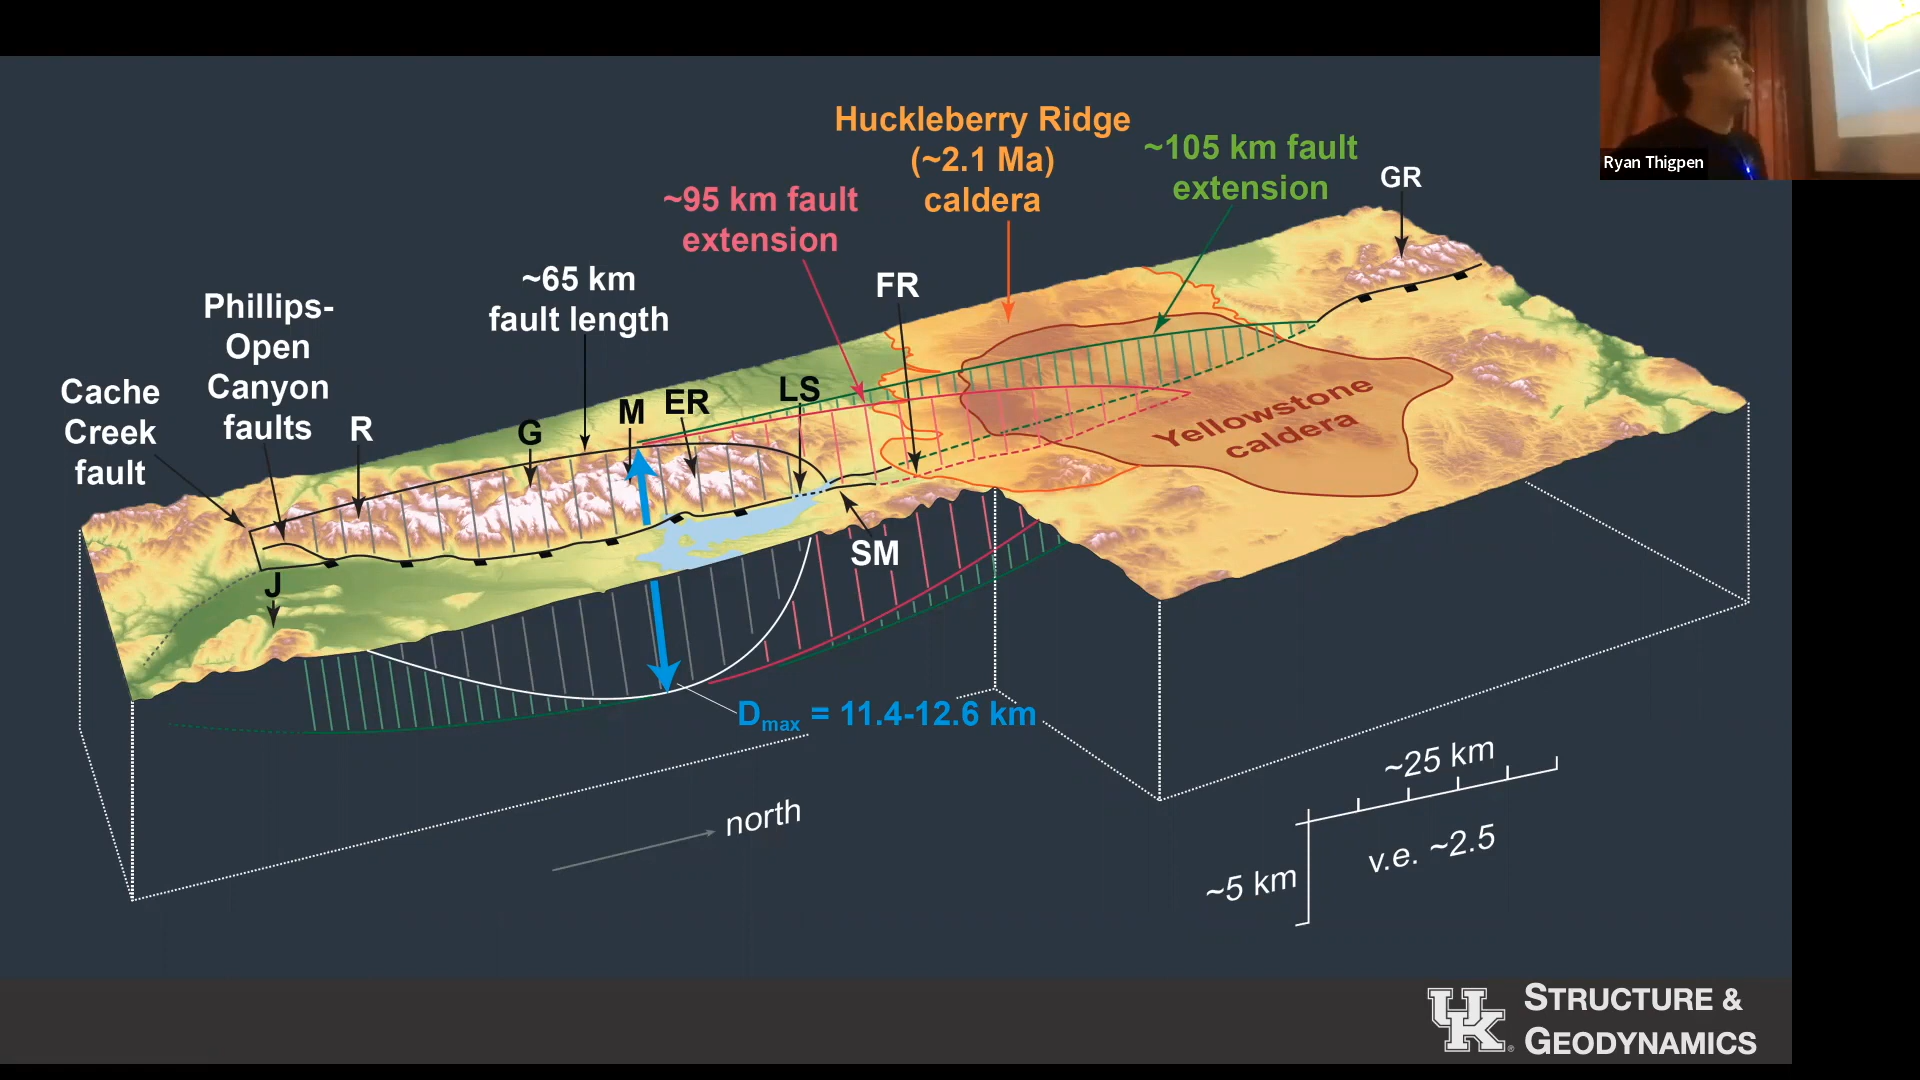 Ryan Thigpen
Huckleberry Ridge
(~2.1 Ma)
caldera
~105 km fault
extension
GR
~95 km fault
extension
~65 km
fault length
FR
Phillips-
Open
Canyon
faults
Cache
Creek
fault
R
G
M
ER
LS
Yellowstone
caldera
J
SM
Dmax = 11.4-12.6 km
north
~25 km
~5 km
v.e. ~2.5
UK
STRUCTURE &
GEODYNAMICS